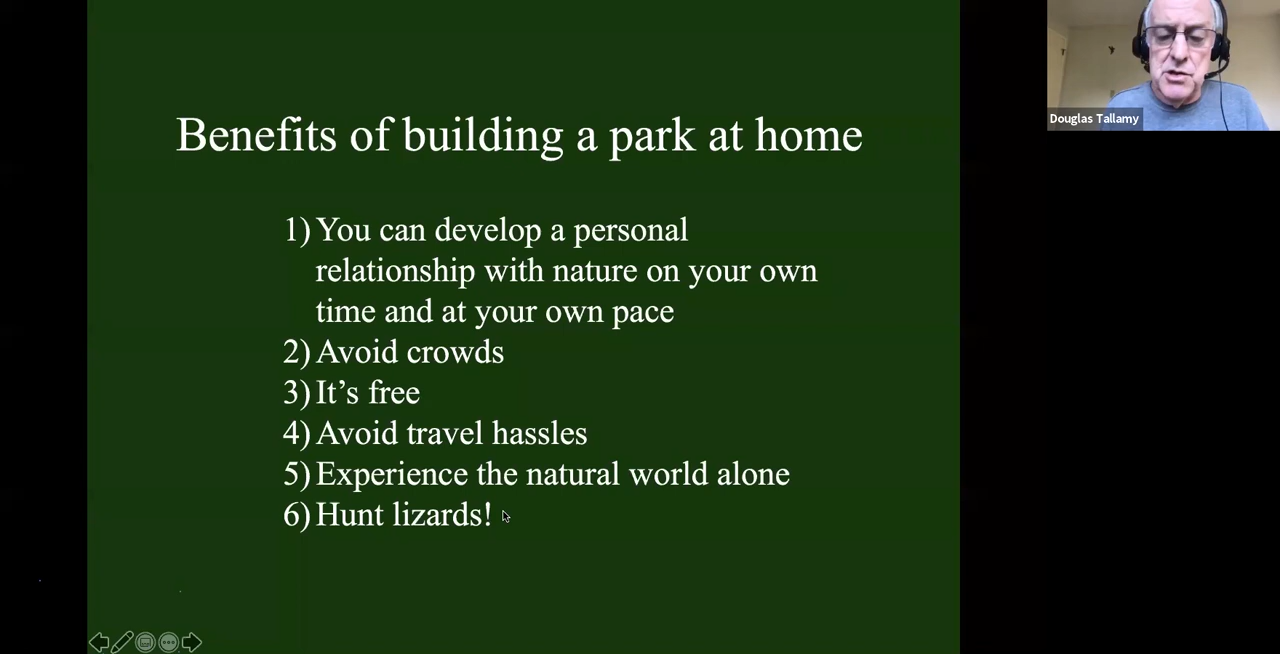 Benefits of building a park at home
1) You can develop a personal
relationship with nature on your own
time and at your own pace
2) Avoid crowds
3) It’s free
4) Avoid travel hassles
5) Experience the natural world alone
6) Hunt lizards!
Douglas Tallamy